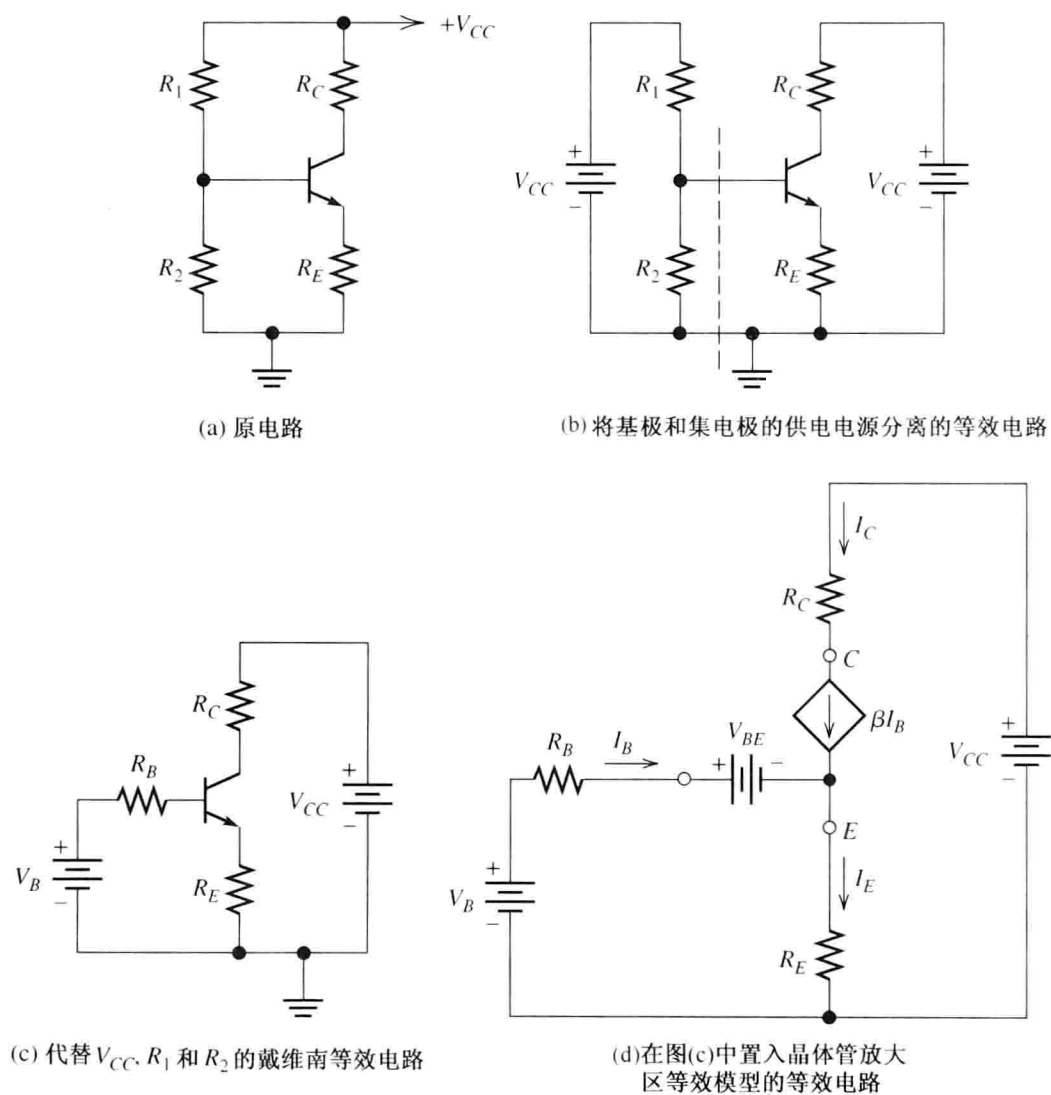 +V_CC
R_1
R_C
R_2
R_E
(a) 原电路
R_1
R_C
+
V_CC
−
+
V_CC
−
R_2
R_E
(b) 将基极和集电极的供电电源分离的等效电路
R_C
R_B
+
V_CC
−
+
V_B
−
R_E
(c) 代替V_CC、R_1 和 R_2 的戴维南等效电路
I_C
R_C
C
βI_B
+
V_CC
−
R_B
I_B
V_BE
+ −
E
+
V_B
−
I_E
R_E
(d)在图(c)中置入晶体管放大
区等效模型的等效电路